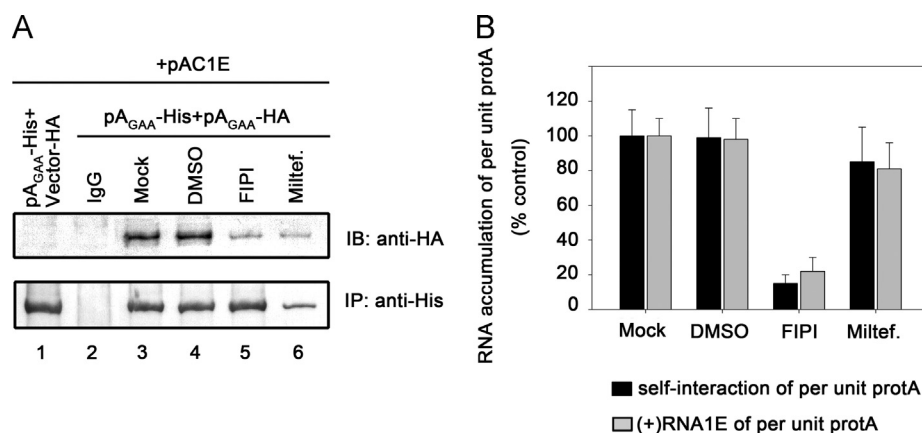 A
+pAC1E
pAGAA-His+
Vector-HA
pAGAA-His+pAGAA-HA
IgG
Mock
DMSO
FIPI
Miltef.
IB: anti-HA
IP: anti-His
1 2 3 4 5 6
B
RNA accumulation of per unit protA
(% control)
120
100
80
60
40
20
0
Mock DMSO FIPI Miltef.
self-interaction of per unit protA
(+)RNA1E of per unit protA